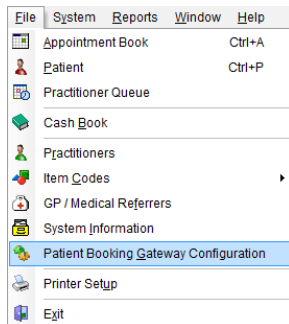 File System Reports Window Help
Appointment Book Ctrl+A
Patient Ctrl+P
Practitioner Queue
Cash Book
Practitioners
Item Codes
GP / Medical Referrers
System Information
Patient Booking Gateway Configuration
Printer Setup
Exit